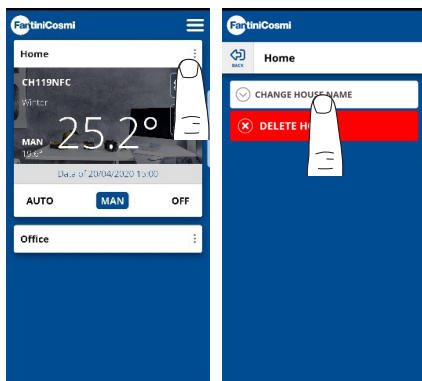 FantiniCosmi
Home
CH119NFC
Winter
25.2°
MAN
19.6°
Data of 20/04/2020 15:00
AUTO MAN OFF
Office
FantiniCosmi
BACK
Home
CHANGE HOUSE NAME
DELETE